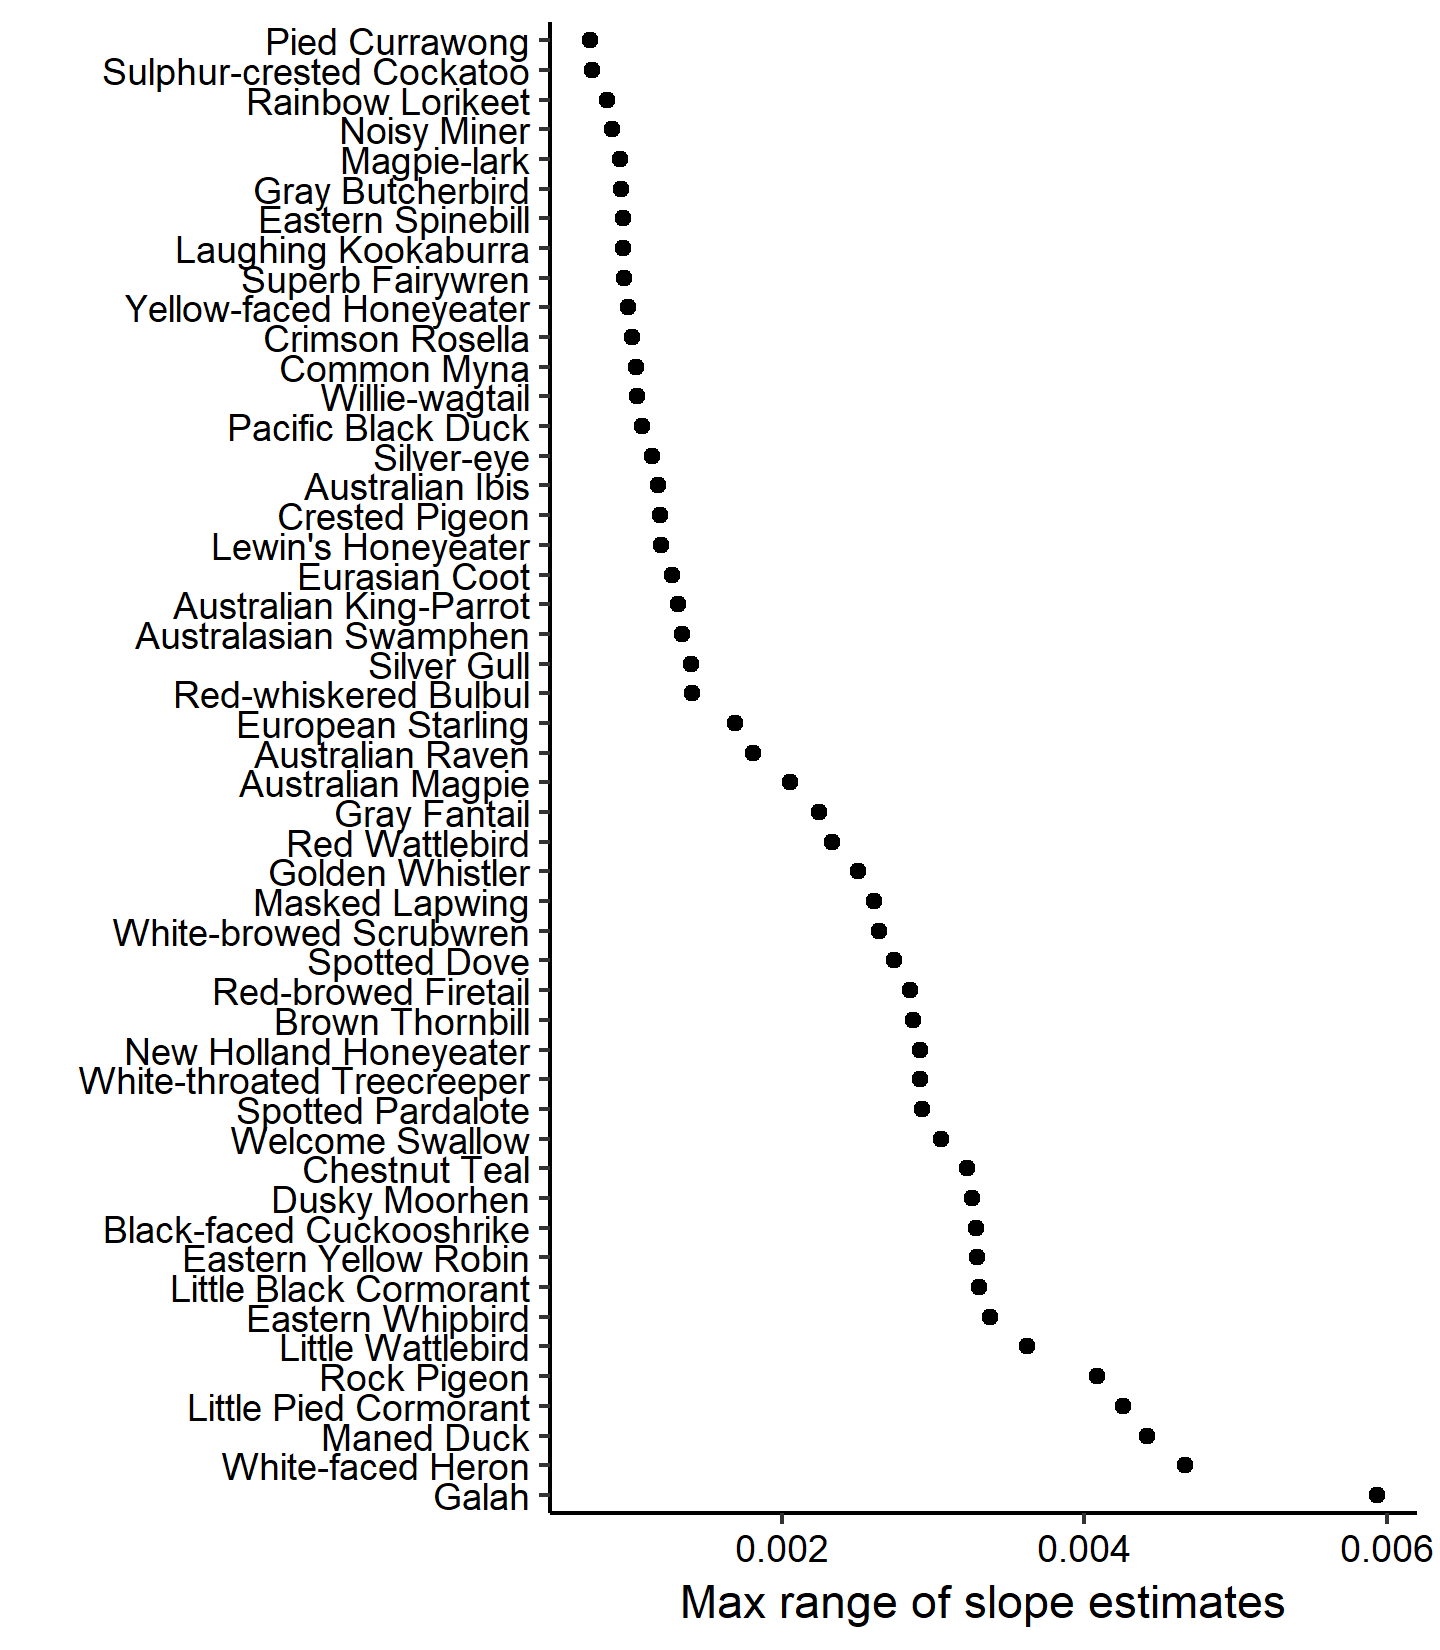 Pied Currawong
Sulphur-crested Cockatoo
Rainbow Lorikeet
Noisy Miner
Magpie-lark
Gray Butcherbird
Eastern Spinebill
Laughing Kookaburra
Superb Fairywren
Yellow-faced Honeyeater
Crimson Rosella
Common Myna
Willie-wagtail
Pacific Black Duck
Silver-eye
Australian Ibis
Crested Pigeon
Lewin's Honeyeater
Eurasian Coot
Australian King-Parrot
Australasian Swamphen
Silver Gull
Red-whiskered Bulbul
European Starling
Australian Raven
Australian Magpie
Gray Fantail
Red Wattlebird
Golden Whistler
Masked Lapwing
White-browed Scrubwren
Spotted Dove
Red-browed Firetail
Brown Thornbill
New Holland Honeyeater
White-throated Treecreeper
Spotted Pardalote
Welcome Swallow
Chestnut Teal
Dusky Moorhen
Black-faced Cuckooshrike
Eastern Yellow Robin
Little Black Cormorant
Eastern Whipbird
Little Wattlebird
Rock Pigeon
Little Pied Cormorant
Maned Duck
White-faced Heron
Galah
0.002 0.004 0.006
Max range of slope estimates